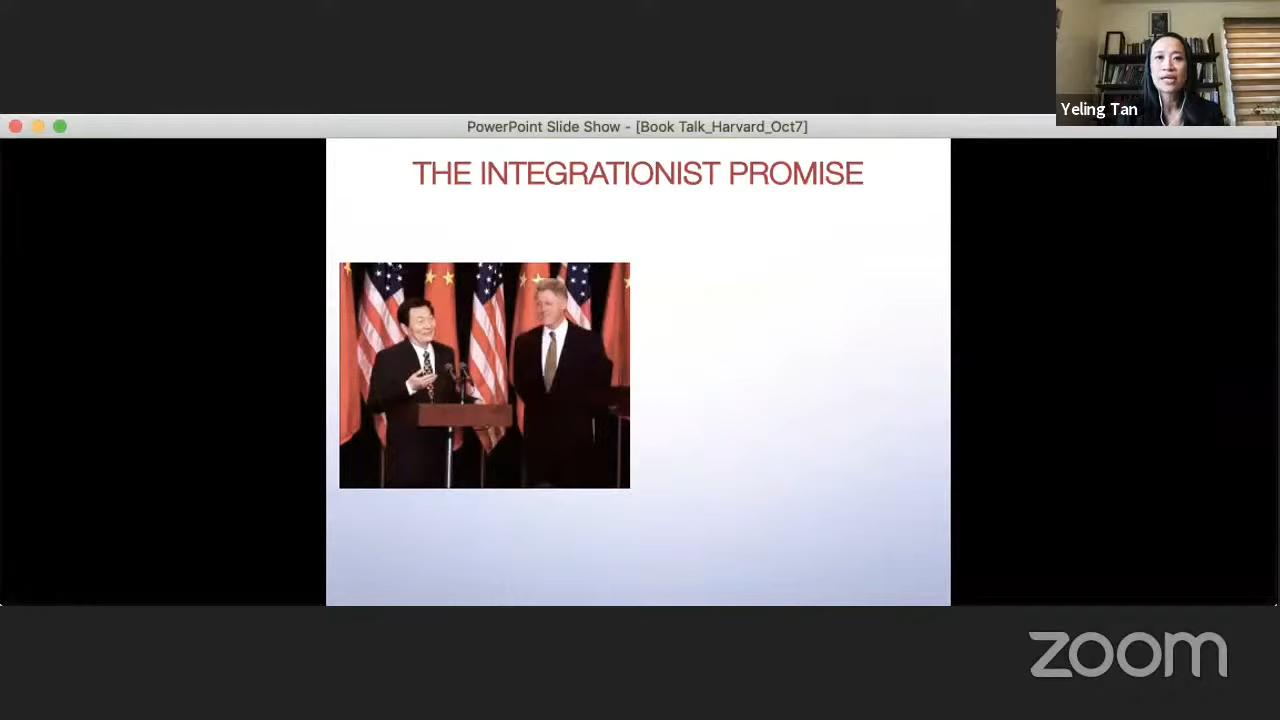 Yeling Tan
PowerPoint Slide Show - [Book Talk_Harvard_Oct7]
THE INTEGRATIONIST PROMISE
zoom